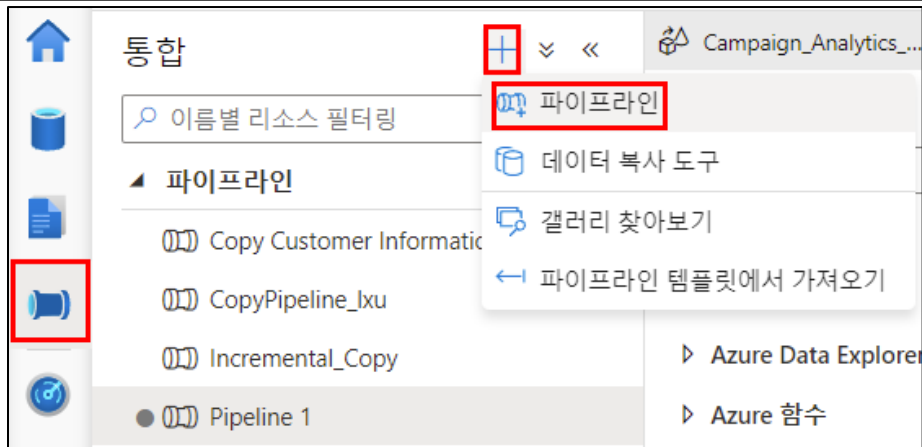 통합
Campaign_Analytics_...
이름별 리소스 필터링
파이프라인
데이터 복사 도구
갤러리 찾아보기
파이프라인 템플릿에서 가져오기
파이프라인
Copy Customer Informatic
CopyPipeline_lxu
Incremental_Copy
Pipeline 1
Azure Data Explorer
Azure 함수